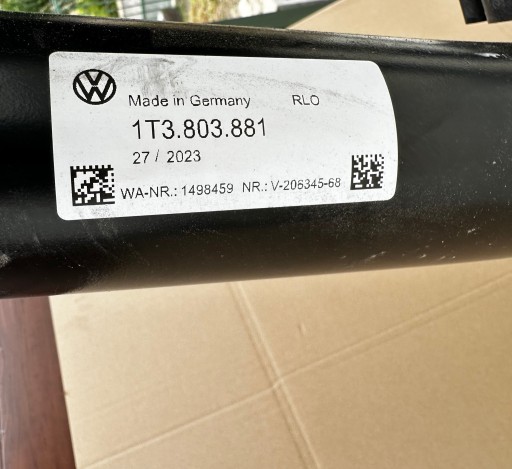 Made in Germany RLO
1T3.803.881
27 / 2023
WA-NR.: 1498459 NR.: V-206345-68